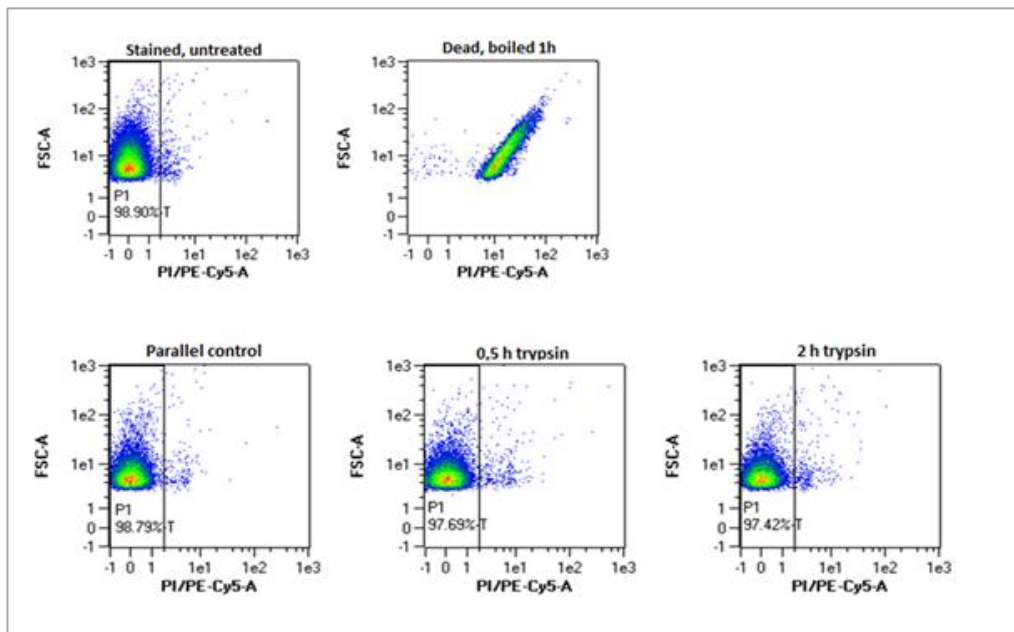 Stained, untreated
1e3
1e2
1e1
1
0
-1
FSC-A
P1
98.90%-T
-1 0 1 1e1 1e2 1e3
PI/PE-Cy5-A
Dead, boiled 1h
1e3
1e2
1e1
1
0
-1
FSC-A
-1 0 1 1e1 1e2 1e3
PI/PE-Cy5-A
Parallel control
1e3
1e2
1e1
1
0
-1
FSC-A
P1
98.79%-T
-1 0 1 1e1 1e2 1e3
PI/PE-Cy5-A
0,5 h trypsin
1e3
1e2
1e1
1
0
-1
FSC-A
P1
97.69%-T
-1 0 1 1e1 1e2 1e3
PI/PE-Cy5-A
2 h trypsin
1e3
1e2
1e1
1
0
-1
FSC-A
P1
97.42%-T
-1 0 1 1e1 1e2 1e3
PI/PE-Cy5-A